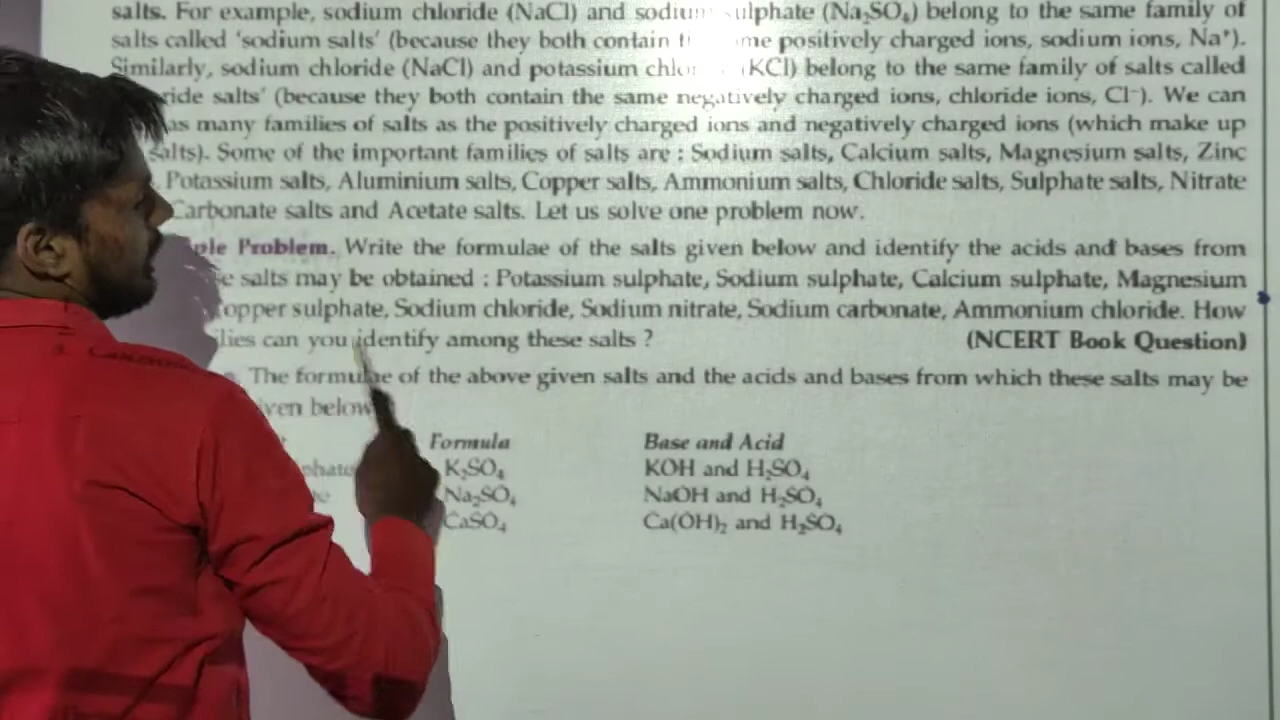 salts. For example, sodium chloride (NaCl) and sodium sulphate (Na₂SO₄) belong to the same family of
salts called 'sodium salts' (because they both contain me positively charged ions, sodium ions, Na⁺).
Similarly, sodium chloride (NaCl) and potassium chlo (KCl) belong to the same family of salts called
ride salts' (because they both contain the same negatively charged ions, chloride ions, Cl⁻). We can
as many families of salts as the positively charged ions and negatively charged ions (which make up
salts). Some of the important families of salts are : Sodium salts, Calcium salts, Magnesium salts, Zinc
Potassium salts, Aluminium salts, Copper salts, Ammonium salts, Chloride salts, Sulphate salts, Nitrate
Carbonate salts and Acetate salts. Let us solve one problem now.
ple Problem. Write the formulae of the salts given below and identify the acids and bases from
e salts may be obtained : Potassium sulphate, Sodium sulphate, Calcium sulphate, Magnesium
opper sulphate, Sodium chloride, Sodium nitrate, Sodium carbonate, Ammonium chloride. How
lies can you identify among these salts ? (NCERT Book Question)
The formulae of the above given salts and the acids and bases from which these salts may be
ven below
Formula Base and Acid
phate K₂SO₄ KOH and H₂SO₄
Na₂SO₄ NaOH and H₂SO₄
CaSO₄ Ca(OH)₂ and H₂SO₄